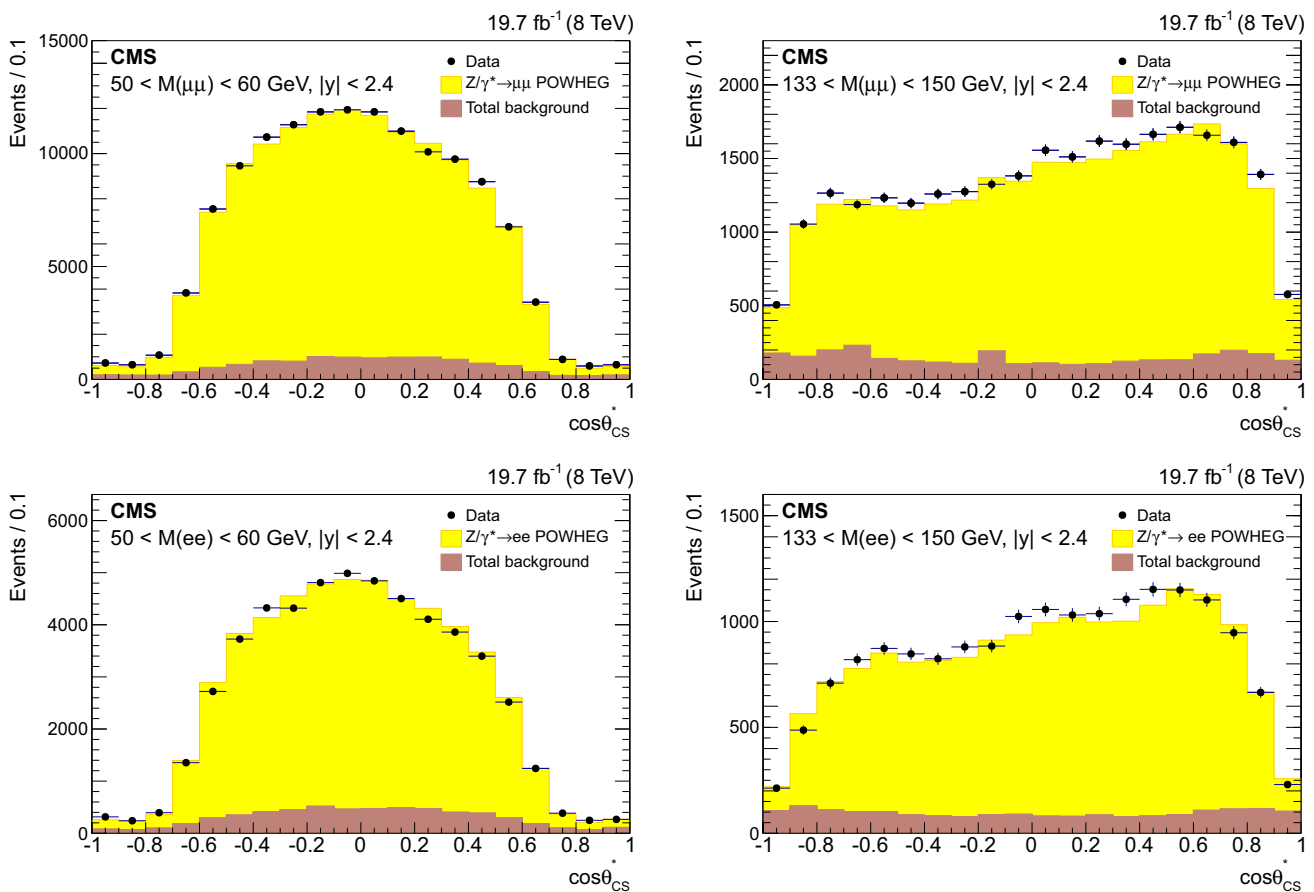 19.7 fb⁻¹ (8 TeV)
CMS
50 < M(μμ) < 60 GeV, |y| < 2.4
Data
Z/γ*→μμ POWHEG
Total background
Events / 0.1
15000
10000
5000
0
-1 -0.8 -0.6 -0.4 -0.2 0 0.2 0.4 0.6 0.8 1
cosθ*CS
19.7 fb⁻¹ (8 TeV)
CMS
133 < M(μμ) < 150 GeV, |y| < 2.4
Data
Z/γ*→μμ POWHEG
Total background
Events / 0.1
2000
1500
1000
500
0
-1 -0.8 -0.6 -0.4 -0.2 0 0.2 0.4 0.6 0.8 1
cosθ*CS
19.7 fb⁻¹ (8 TeV)
CMS
50 < M(ee) < 60 GeV, |y| < 2.4
Data
Z/γ*→ee POWHEG
Total background
Events / 0.1
6000
4000
2000
0
-1 -0.8 -0.6 -0.4 -0.2 0 0.2 0.4 0.6 0.8 1
cosθ*CS
19.7 fb⁻¹ (8 TeV)
CMS
133 < M(ee) < 150 GeV, |y| < 2.4
Data
Z/γ*→ ee POWHEG
Total background
Events / 0.1
1500
1000
500
0
-1 -0.8 -0.6 -0.4 -0.2 0 0.2 0.4 0.6 0.8 1
cosθ*CS